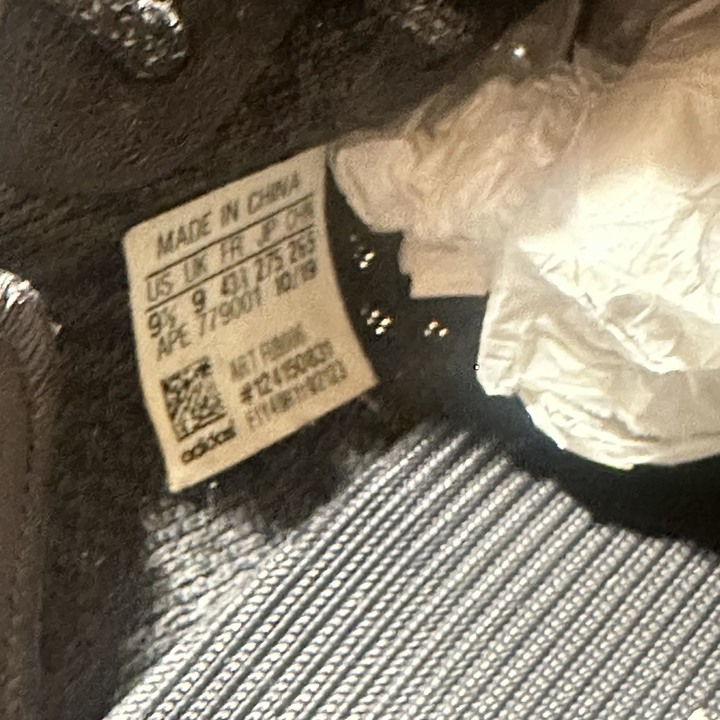 MADE IN CHINA
US UK FR JP CHN
9½ 9 43⅓ 275 265
APE 779001 10/19
ART
#124150831
adidas